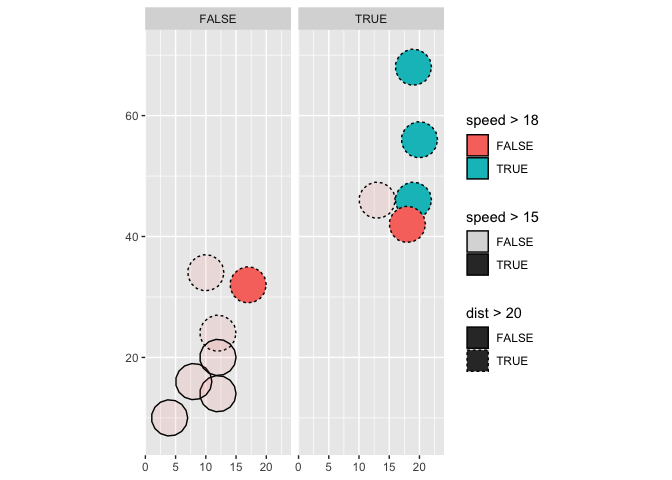 FALSE
TRUE
60
40
20
0
5
10
15
20
0
5
10
15
20
speed > 18
FALSE
TRUE
speed > 15
FALSE
TRUE
dist > 20
FALSE
TRUE